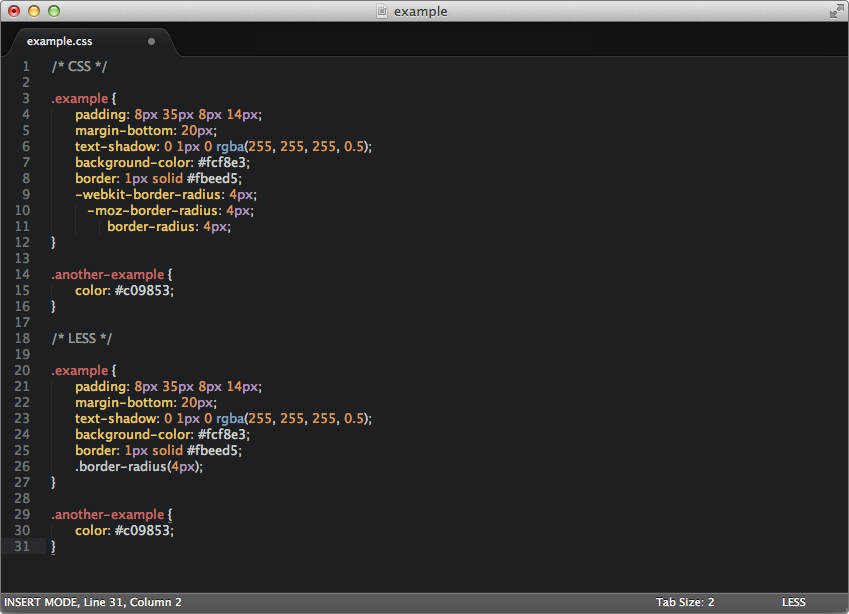 example
example.css
1 /* CSS */
2
3 .example {
4 padding: 8px 35px 8px 14px;
5 margin-bottom: 20px;
6 text-shadow: 0 1px 0 rgba(255, 255, 255, 0.5);
7 background-color: #fcf8e3;
8 border: 1px solid #fbeed5;
9 -webkit-border-radius: 4px;
10 -moz-border-radius: 4px;
11 border-radius: 4px;
12 }
13
14 .another-example {
15 color: #c09853;
16 }
17
18 /* LESS */
19
20 .example {
21 padding: 8px 35px 8px 14px;
22 margin-bottom: 20px;
23 text-shadow: 0 1px 0 rgba(255, 255, 255, 0.5);
24 background-color: #fcf8e3;
25 border: 1px solid #fbeed5;
26 .border-radius(4px);
27 }
28
29 .another-example {
30 color: #c09853;
31 }
INSERT MODE, Line 31, Column 2 Tab Size: 2 LESS